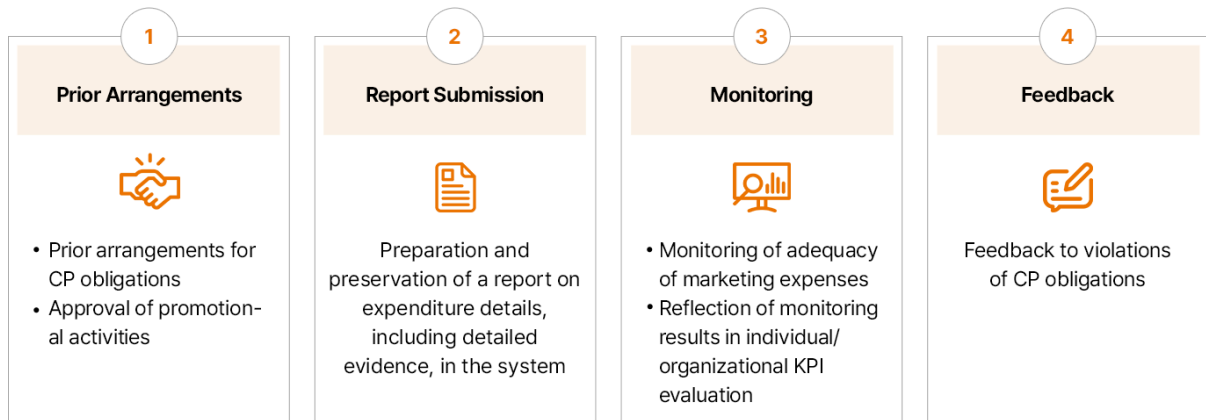 1
Prior Arrangements
• Prior arrangements for
CP obligations
• Approval of promotion-
al activities
2
Report Submission
Preparation and
preservation of a report on
expenditure details,
including detailed
evidence, in the system
3
Monitoring
• Monitoring of adequacy
of marketing expenses
• Reflection of monitoring
results in individual/
organizational KPI
evaluation
4
Feedback
Feedback to violations
of CP obligations